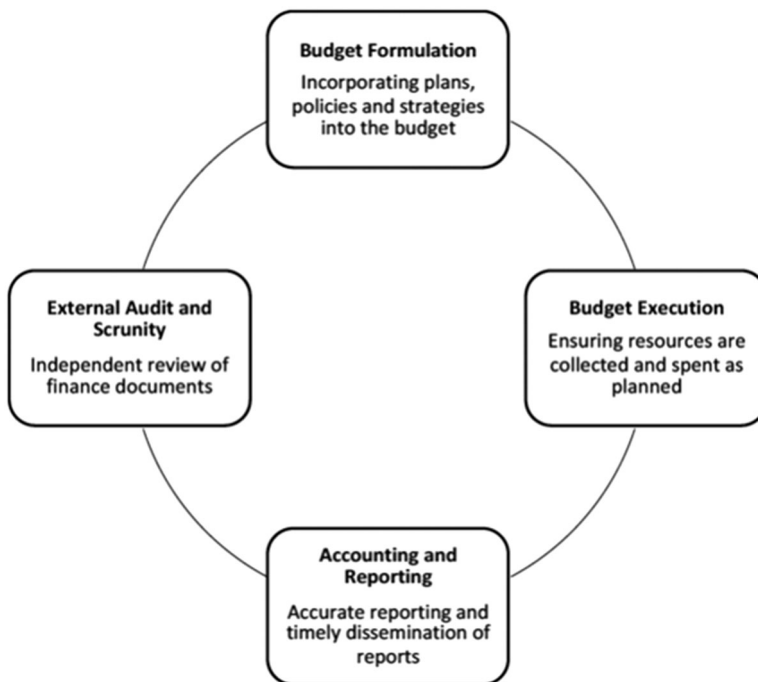 Budget Formulation
Incorporating plans,
policies and strategies
into the budget
External Audit and
Scrunity
Independent review of
finance documents
Budget Execution
Ensuring resources are
collected and spent as
planned
Accounting and
Reporting
Accurate reporting and
timely dissemination of
reports